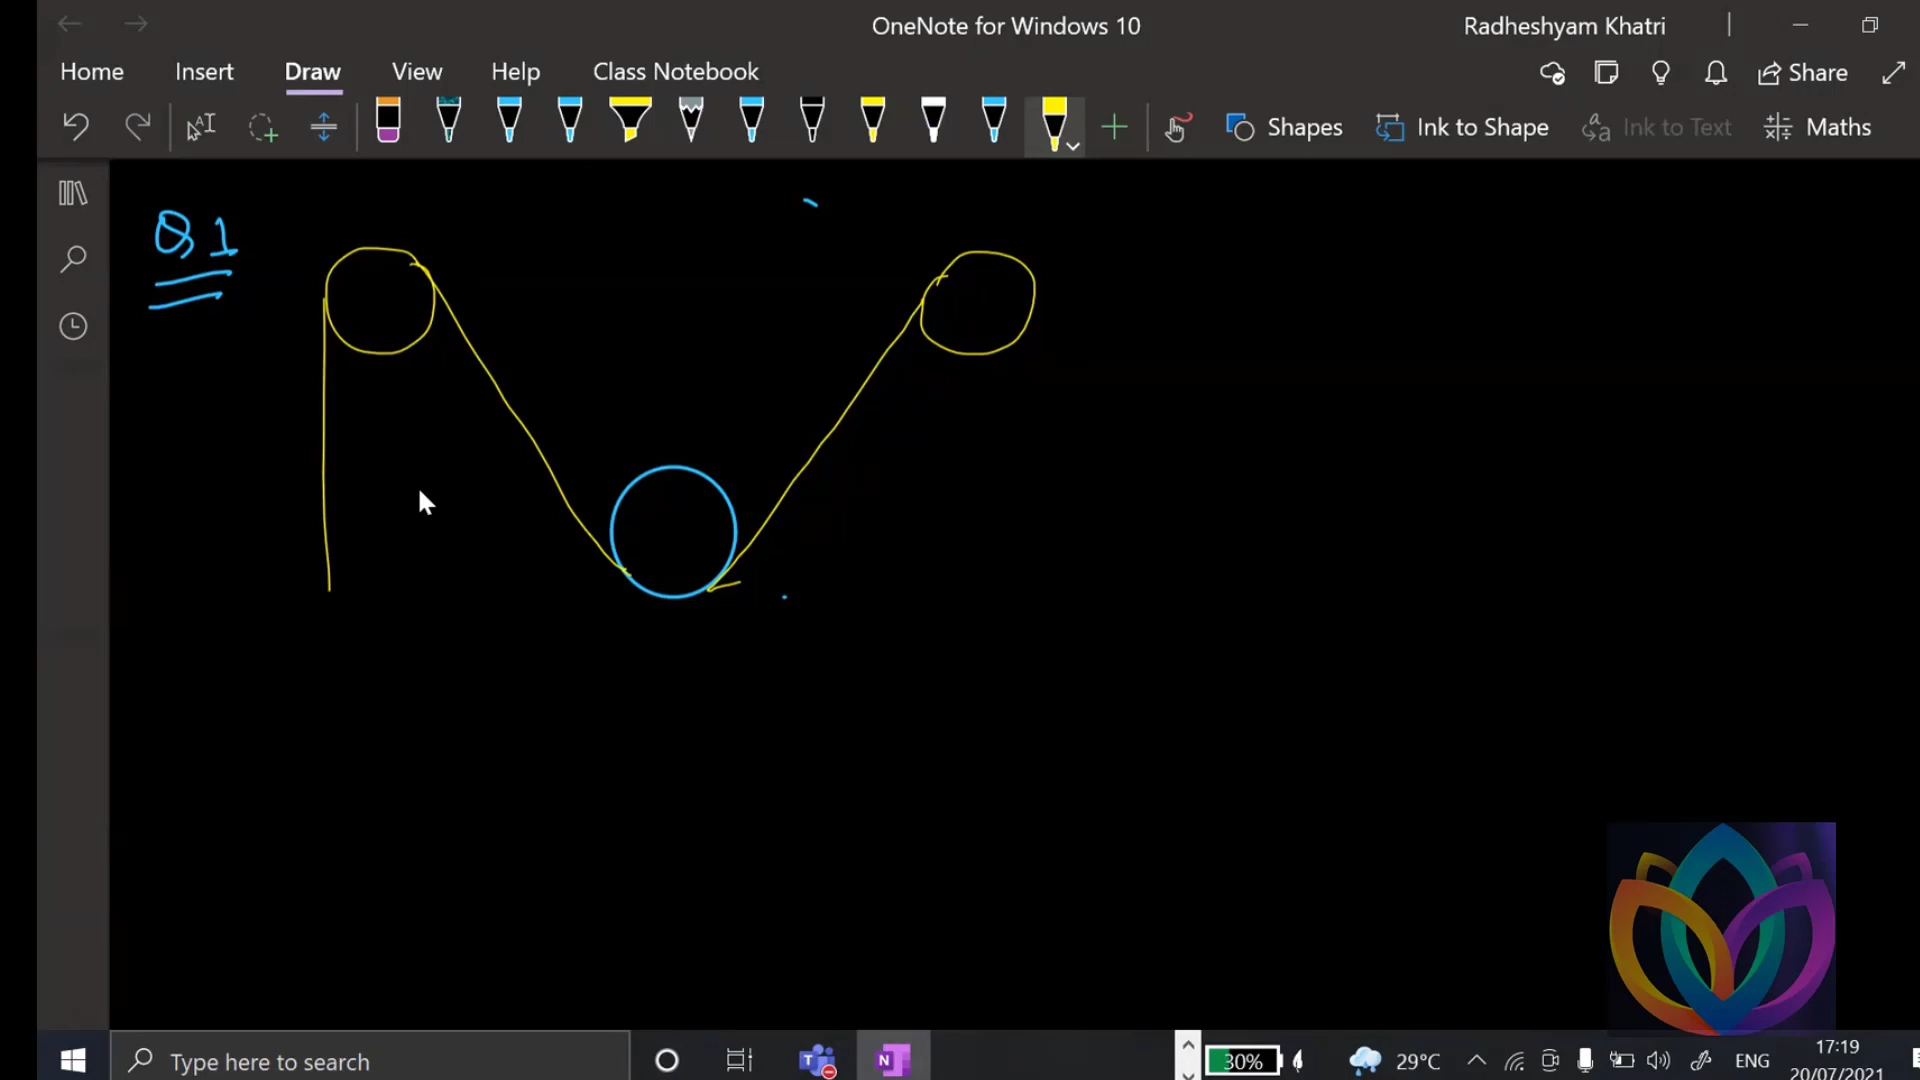 OneNote for Windows 10
Radheshyam Khatri
Home Insert Draw View Help Class Notebook
Share
Shapes Ink to Shape Ink to Text Maths
Q.1
Type here to search
30%
29°C
ENG
17:19
20/07/2021